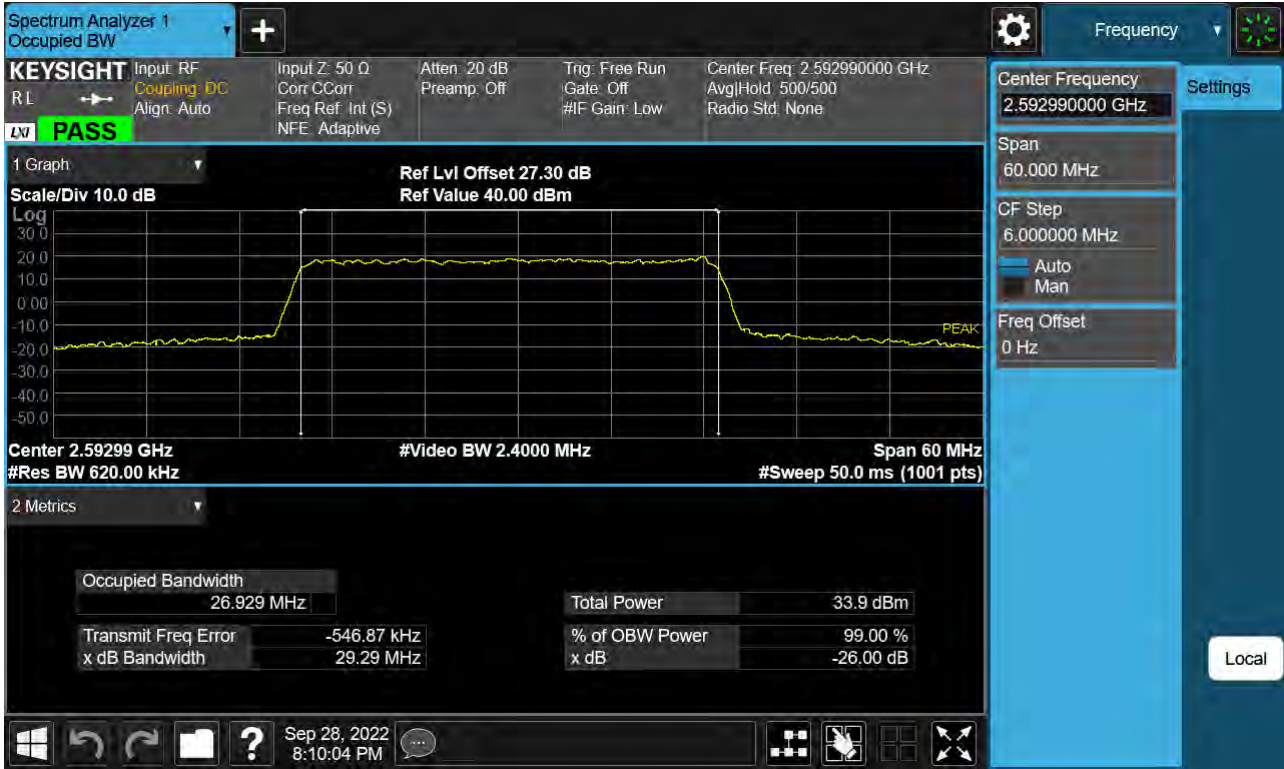 Spectrum Analyzer 1
Occupied BW
Frequency
KEYSIGHT
R L
LXI PASS
Input: RF
Coupling: DC
Align: Auto
Input Z: 50 Ω
Corr CCorr
Freq Ref: Int (S)
NFE: Adaptive
Atten: 20 dB
Preamp: Off
Trig: Free Run
Gate: Off
#IF Gain: Low
Center Freq: 2.592990000 GHz
Avg|Hold: 500/500
Radio Std: None
Center Frequency
2.592990000 GHz
Settings
Span
60.000 MHz
CF Step
6.000000 MHz
Auto
Man
Freq Offset
0 Hz
Local
1 Graph
Scale/Div 10.0 dB
Ref Lvl Offset 27.30 dB
Ref Value 40.00 dBm
Log
30.0
20.0
10.0
0.00
-10.0
-20.0
-30.0
-40.0
-50.0
PEAK
Center 2.59299 GHz
#Video BW 2.4000 MHz
Span 60 MHz
#Res BW 620.00 kHz
#Sweep 50.0 ms (1001 pts)
2 Metrics
Occupied Bandwidth
26.929 MHz
Total Power 33.9 dBm
Transmit Freq Error -546.87 kHz
% of OBW Power 99.00 %
x dB Bandwidth 29.29 MHz
x dB -26.00 dB
?
Sep 28, 2022
8:10:04 PM